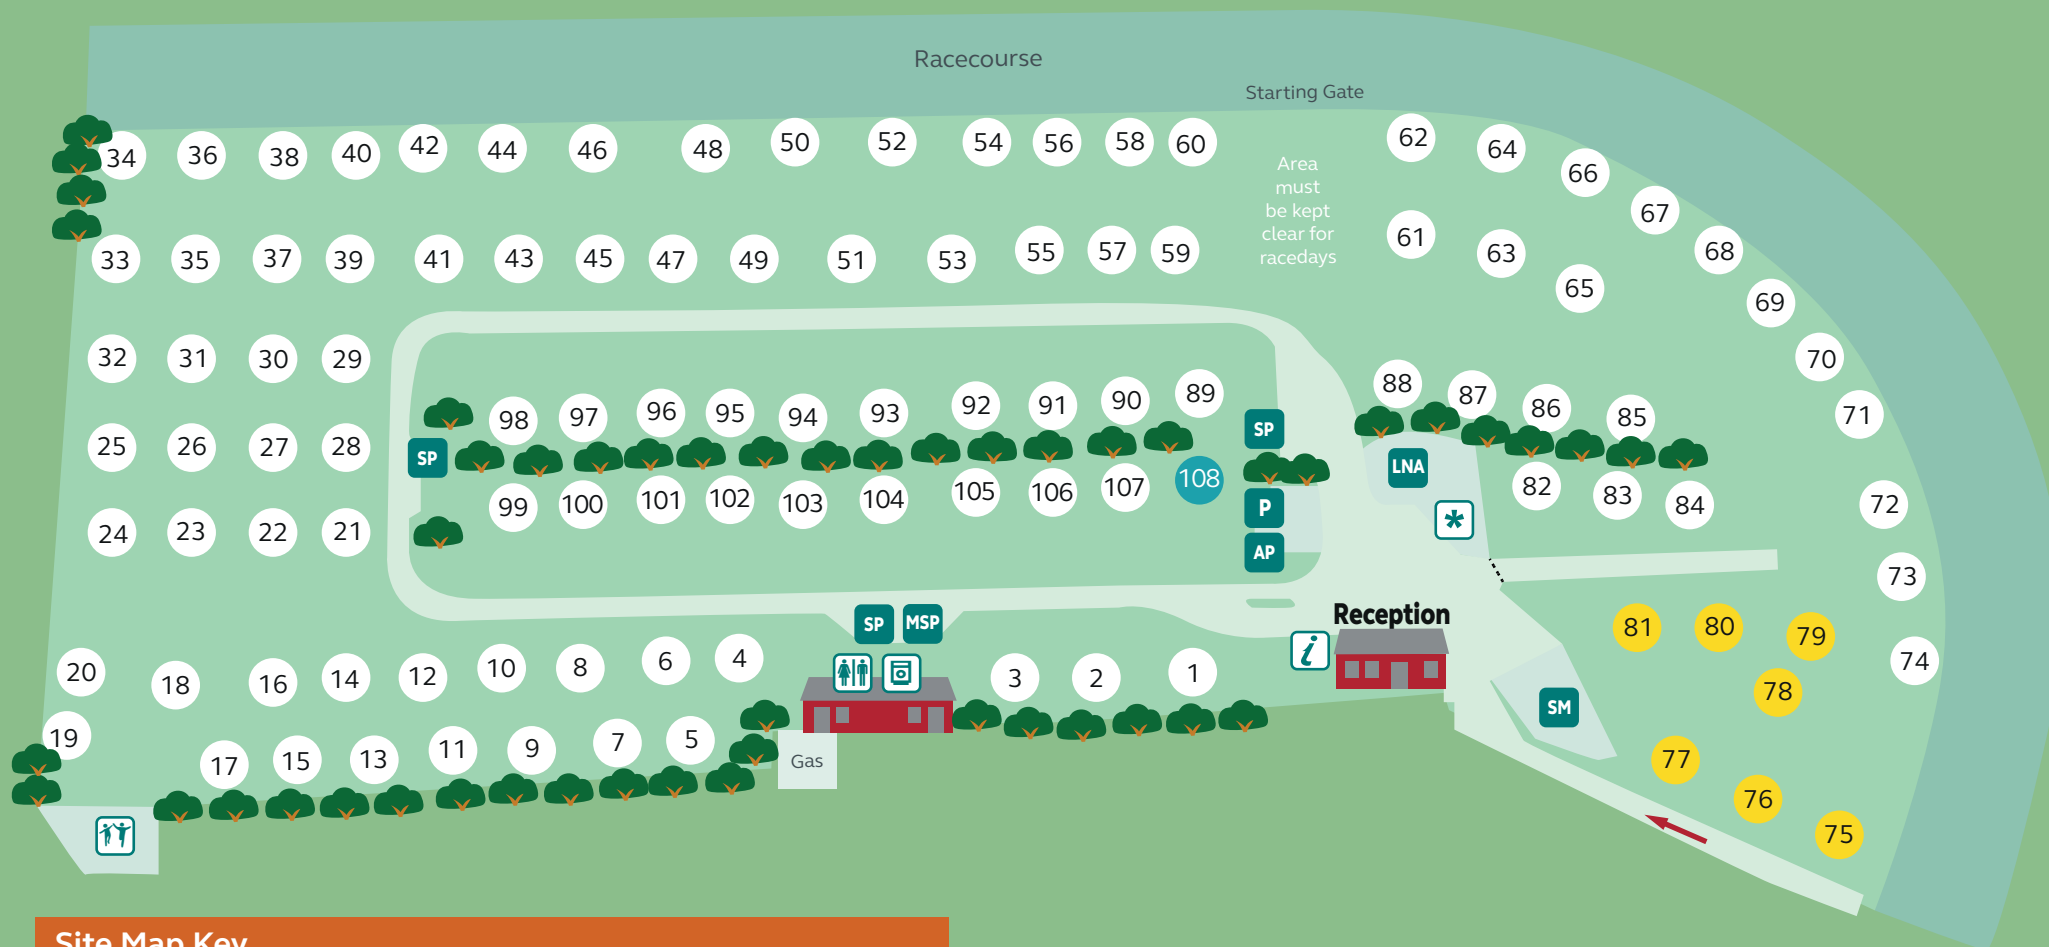 Racecourse
Starting Gate
34 36 38 40 42 44 46 48 50 52 54 56 58 60 62 64 66
67
Area
must
be kept
clear for
racedays
33 35 37 39 41 43 45 47 49 51 53 55 57 59 61 63 65
68
69
70
71
72
73
74
32 31 30 29
25 26 27 28
24 23 22 21
98 97 96 95 94 93 92 91 90 89
SP
SP
99 100 101 102 103 104 105 106 107 108
P
AP
88 87 86 85
LNA
*
82 83 84
SP MSP
Reception
i
81 80 79
78
77
76
75
SM
20 18 16 14 12 10 8 6 4
3 2 1
19
17 15 13 11 9 7 5
Gas
Site Map Key